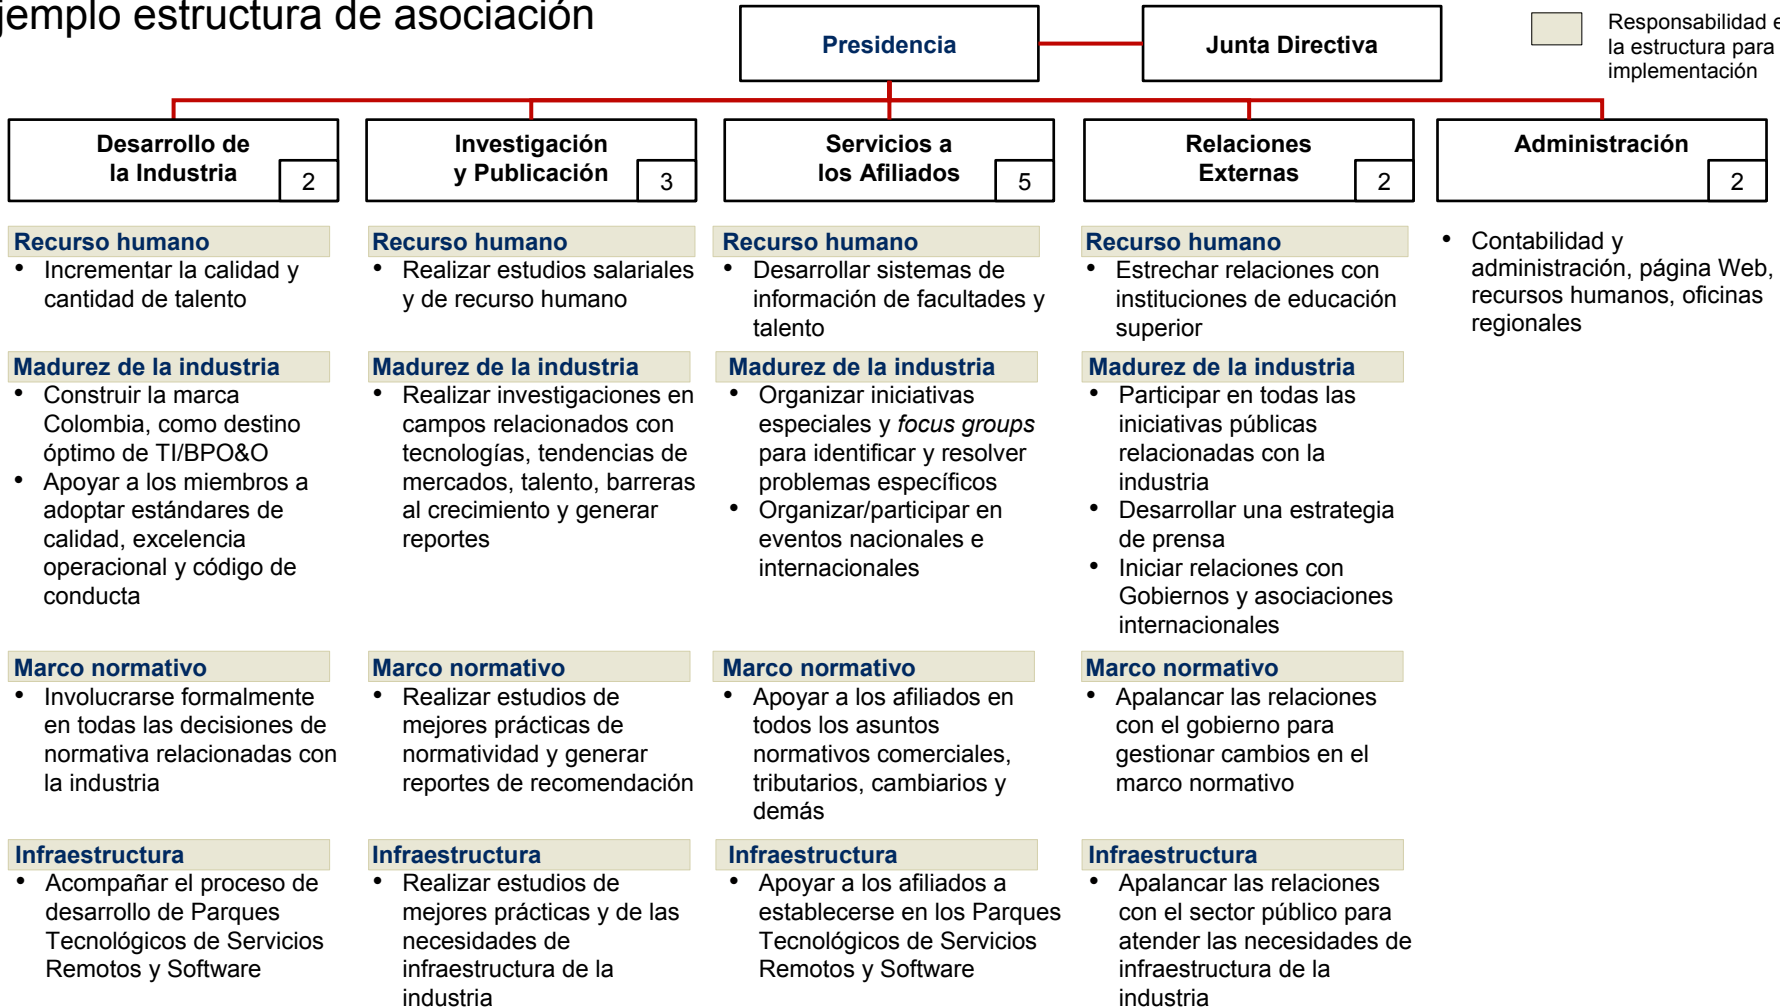 jemplo estructura de asociación
Presidencia
Junta Directiva
Responsabilidad e
la estructura para
implementación
Desarrollo de
la Industria
2
Investigación
y Publicación
3
Servicios a
los Afiliados
5
Relaciones
Externas
2
Administración
2
Recurso humano
• Incrementar la calidad y
cantidad de talento
Madurez de la industria
• Construir la marca
Colombia, como destino
óptimo de TI/BPO&O
• Apoyar a los miembros a
adoptar estándares de
calidad, excelencia
operacional y código de
conducta
Marco normativo
• Involucrarse formalmente
en todas las decisiones de
normativa relacionadas con
la industria
Infraestructura
• Acompañar el proceso de
desarrollo de Parques
Tecnológicos de Servicios
Remotos y Software
Recurso humano
• Realizar estudios salariales
y de recurso humano
Madurez de la industria
• Realizar investigaciones en
campos relacionados con
tecnologías, tendencias de
mercados, talento, barreras
al crecimiento y generar
reportes
Marco normativo
• Realizar estudios de
mejores prácticas de
normatividad y generar
reportes de recomendación
Infraestructura
• Realizar estudios de
mejores prácticas y de las
necesidades de
infraestructura de la
industria
Recurso humano
• Desarrollar sistemas de
información de facultades y
talento
Madurez de la industria
• Organizar iniciativas
especiales y focus groups
para identificar y resolver
problemas específicos
• Organizar/participar en
eventos nacionales e
internacionales
Marco normativo
• Apoyar a los afiliados en
todos los asuntos
normativos comerciales,
tributarios, cambiarios y
demás
Infraestructura
• Apoyar a los afiliados a
establecerse en los Parques
Tecnológicos de Servicios
Remotos y Software
Recurso humano
• Estrechar relaciones con
instituciones de educación
superior
Madurez de la industria
• Participar en todas las
iniciativas públicas
relacionadas con la
industria
• Desarrollar una estrategia
de prensa
• Iniciar relaciones con
Gobiernos y asociaciones
internacionales
Marco normativo
• Apalancar las relaciones
con el gobierno para
gestionar cambios en el
marco normativo
Infraestructura
• Apalancar las relaciones
con el sector público para
atender las necesidades de
infraestructura de la
industria
• Contabilidad y
administración, página Web,
recursos humanos, oficinas
regionales